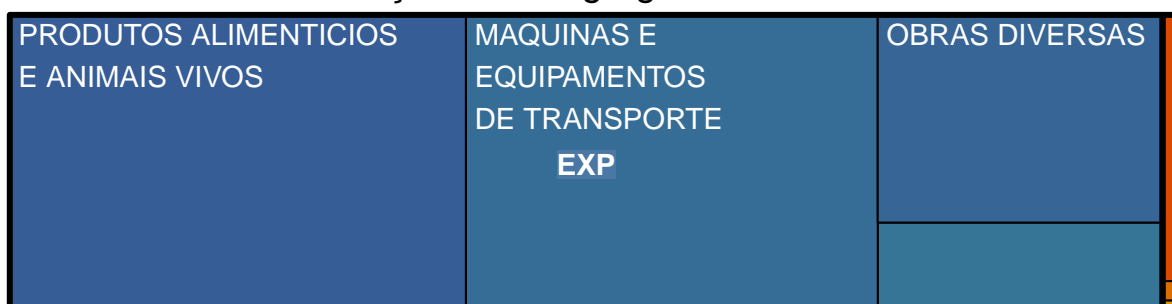 PRODUTOS ALIMENTICIOS
E ANIMAIS VIVOS
MAQUINAS E
EQUIPAMENTOS
DE TRANSPORTE
EXP
OBRAS DIVERSAS